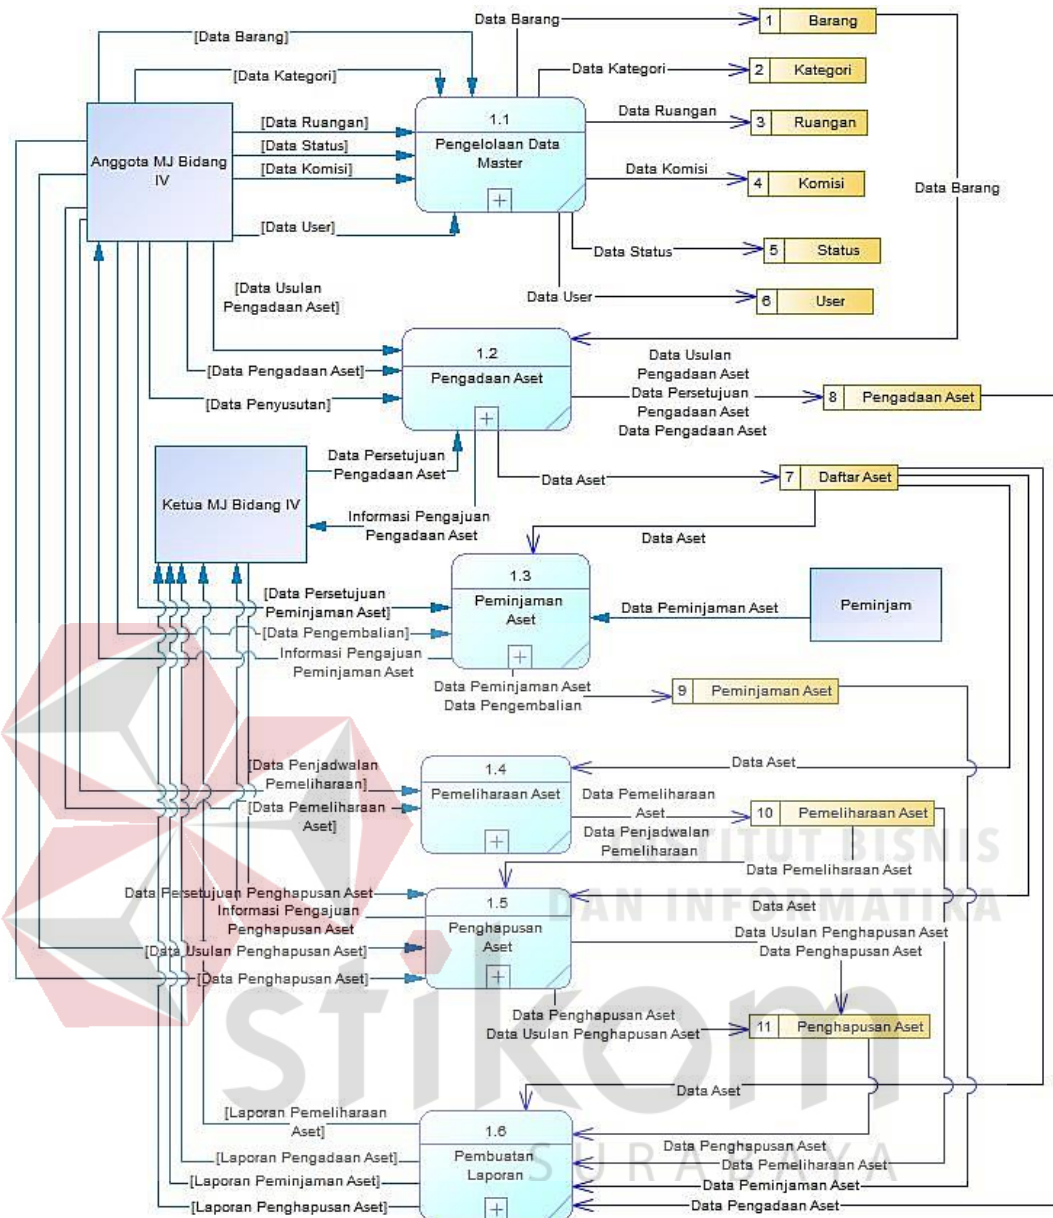 Data Barang
1 Barang
[Data Barang]
[Data Kategori]
Data Kategori
2 Kategori
Anggota MJ Bidang
IV
[Data Ruangan]
[Data Status]
[Data Komisi]
[Data User]
1.1
Pengelolaan Data
Master
Data Ruangan
3 Ruangan
Data Komisi
4 Komisi
Data Barang
Data Status
5 Status
Data User
6 User
[Data Usulan
Pengadaan Aset]
[Data Pengadaan Aset]
[Data Penyusutan]
1.2
Pengadaan Aset
Data Usulan
Pengadaan Aset
Data Persetujuan
Pengadaan Aset
Data Pengadaan Aset
8 Pengadaan Aset
Ketua MJ Bidang IV
Data Persetujuan
Pengadaan Aset
Informasi Pengajuan
Pengadaan Aset
Data Aset
7 Daftar Aset
Data Aset
[Data Persetujuan
Peminjaman Aset]
[Data Pengembalian]
Informasi Pengajuan
Peminjaman Aset
1.3
Peminjaman
Aset
Data Peminjaman Aset
Peminjam
Data Peminjaman Aset
Data Pengembalian
9 Peminjaman Aset
[Data Penjadwalan
Pemeliharaan]
[Data Pemeliharaan
Aset]
1.4
Pemeliharaan Aset
Data Aset
Data Pemeliharaan
Aset
Data Penjadwalan
Pemeliharaan
10 Pemeliharaan Aset
Data Pemeliharaan Aset
Data Persetujuan Penghapusan Aset
Informasi Pengajuan
Penghapusan Aset
[Data Usulan Penghapusan Aset]
[Data Penghapusan Aset]
1.5
Penghapusan
Aset
Data Aset
Data Usulan Penghapusan Aset
Data Penghapusan Aset
Data Penghapusan Aset
Data Usulan Penghapusan Aset
11 Penghapusan Aset
Data Aset
[Laporan Pemeliharaan
Aset]
[Laporan Pengadaan Aset]
[Laporan Peminjaman Aset]
[Laporan Penghapusan Aset]
1.6
Pembuatan
Laporan
Data Penghapusan Aset
Data Pemeliharaan Aset
Data Peminjaman Aset
Data Pengadaan Aset
INSTITUT BISNIS
DAN INFORMATIKA
stikom
SURABAYA